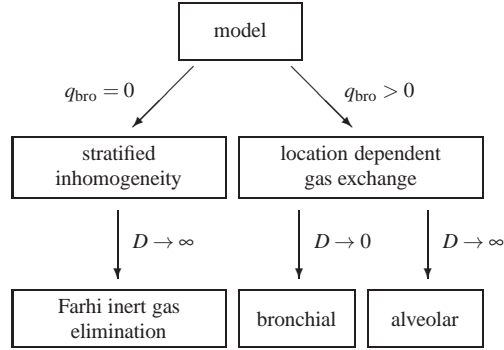 model
q_bro = 0
q_bro > 0
stratified
inhomogeneity
location dependent
gas exchange
D → ∞
D → 0
D → ∞
Farhi inert gas
elimination
bronchial
alveolar